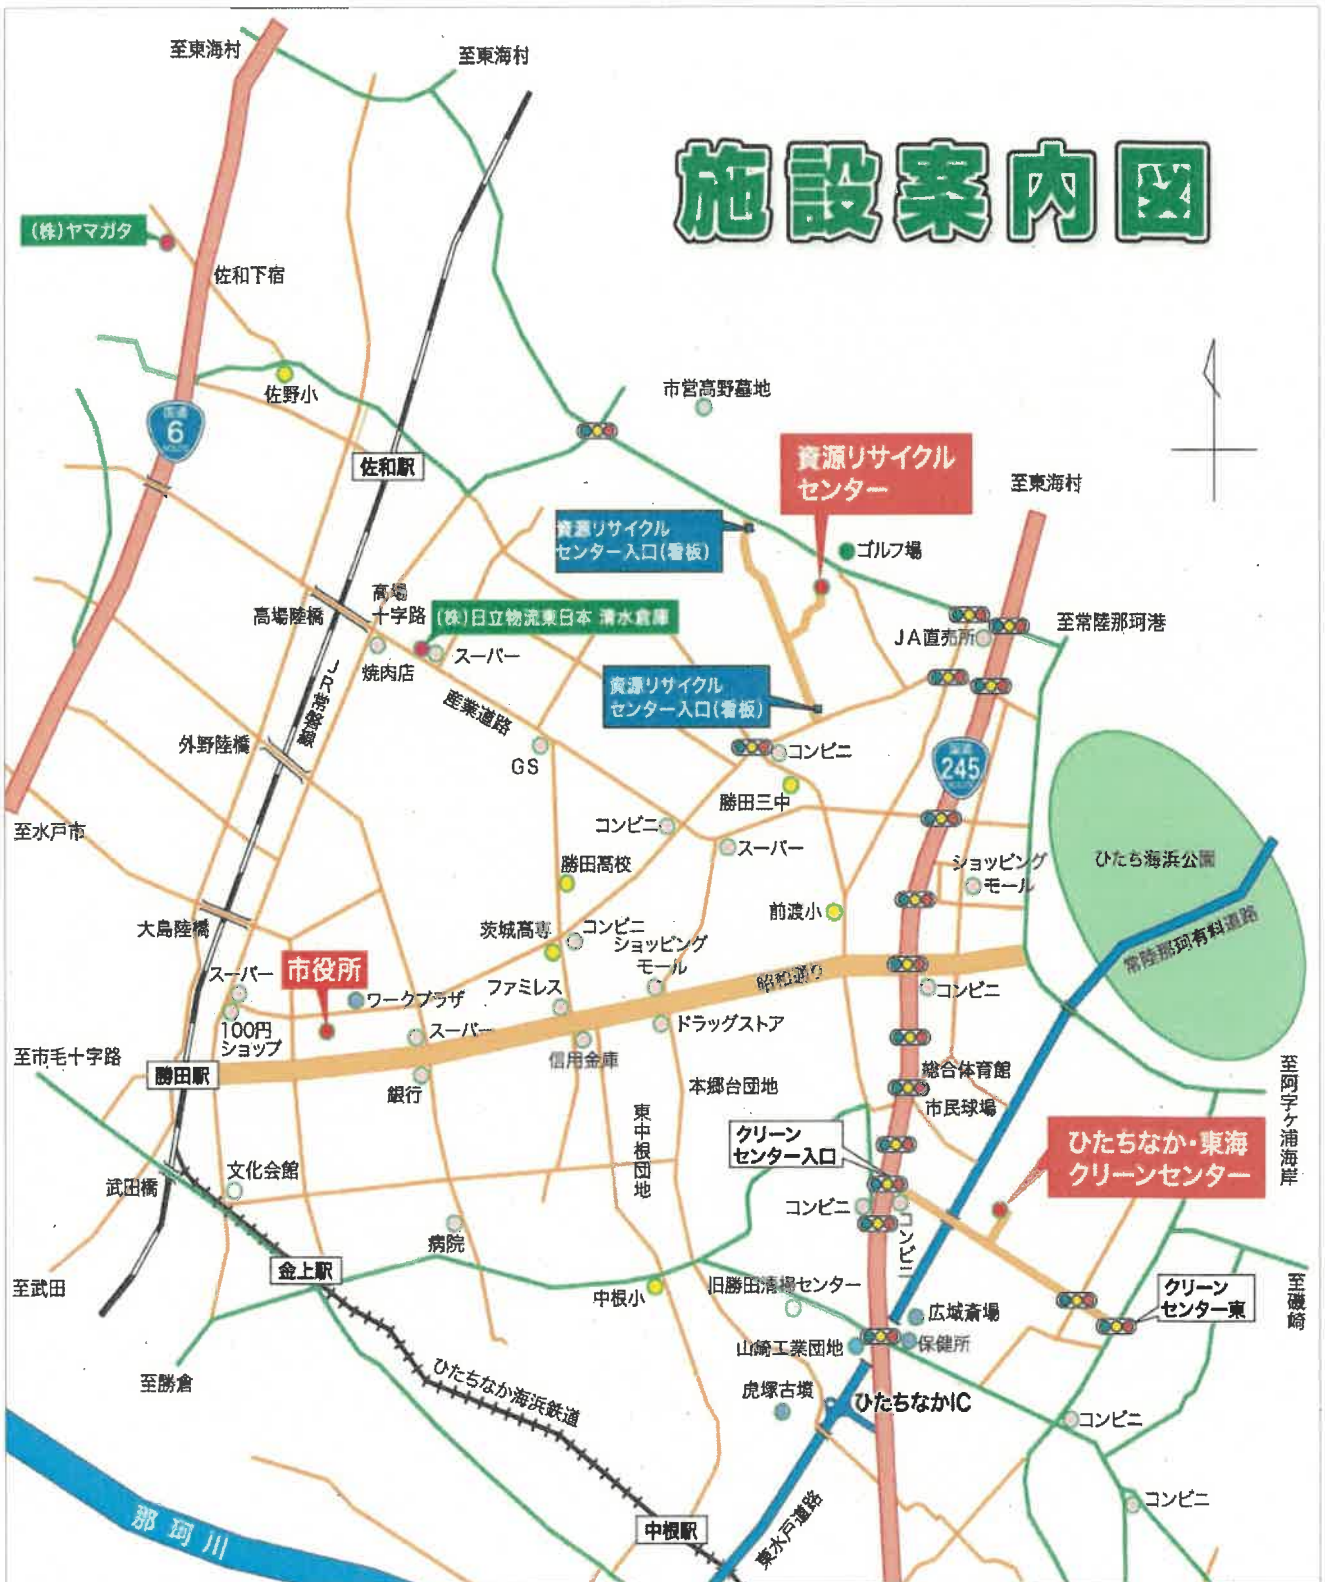 至東海村
至東海村
施設案内図
(株)ヤマガタ
佐和下宿
佐野小
国道
6
ROUTE
佐和駅
市営高野墓地
資源リサイクル
センター
至東海村
資源リサイクル
センター入口(看板)
ゴルフ場
高場
十字路
高場陸橋
(株)日立物流東日本 清水倉庫
至常陸那珂港
JA直売所
焼肉店
スーパー
JR常磐線
資源リサイクル
センター入口(看板)
産業道路
外野陸橋
GS
コンビニ
国道
245
ROUTE
勝田三中
至水戸市
コンビニ
スーパー
ショッピング
モール
ひたち海浜公園
勝田高校
前渡小
大島陸橋
茨城高専
コンビニ
ショッピング
モール
常陸那珂有料道路
市役所
スーパー
ワークプラザ
ファミレス
昭和通り
コンビニ
100円
ショップ
スーパー
ドラッグストア
信用金庫
至市毛十字路
勝田駅
銀行
本郷台団地
総合体育館
市民球場
至阿字ヶ浦海岸
東中根団地
クリーン
センター入口
ひたちなか・東海
クリーンセンター
武田橋
文化会館
コンビニ
コンビニ
病院
金上駅
至武田
中根小
旧勝田清掃センター
広域斎場
クリーン
センター東
至磯崎
山崎工業団地
保健所
至勝倉
ひたちなか海浜鉄道
虎塚古墳
ひたちなかIC
コンビニ
コンビニ
那珂川
中根駅
東水戸道路